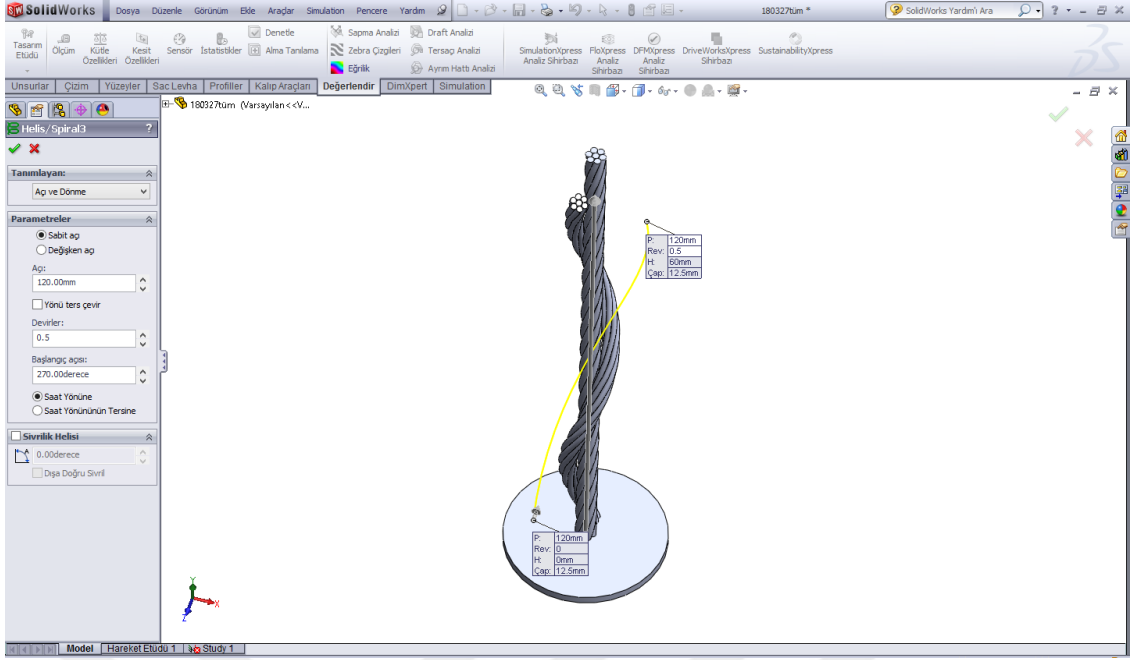 SolidWorks Dosya Düzenle Görünüm Ekle Araçlar Simulation Pencere Yardım 180327tüm * SolidWorks Yardım'ı Ara
Tasarım Etüdü
Ölçüm
Kütle Özellikleri
Kesit Özellikleri
Sensör
İstatistikler
Denetle
Alma Tanılama
Sapma Analizi
Zebra Çizgileri
Eğrilik
Draft Analizi
Tersaçı Analizi
Ayrım Hattı Analizi
SimulationXpress Analiz Sihirbazı
FloXpress Analiz Sihirbazı
DFMXpress Analiz Sihirbazı
DriveWorksXpress Sihirbazı
SustainabilityXpress
Unsurlar Çizim Yüzeyler Sac Levha Profiller Kalıp Araçları Değerlendir DimXpert Simulation
180327tüm (Varsayılan<<V...
Helis/Spiral3 ?
Tanımlayan:
Açı ve Dönme
Parametreler
Sabit açı
Değişken açı
Açı:
120.00mm
Yönü ters çevir
Devirler:
0.5
Başlangıç açısı:
270.00derece
Saat Yönüne
Saat Yönününün Tersine
Sivrilik Helisi
0.00derece
Dışa Doğru Sivril
P: 120mm
Rev: 0.5
H: 60mm
Çap: 12.5mm
P: 120mm
Rev: 0
H: 0mm
Çap: 12.5mm
Y
X
Z
Model Hareket Etüdü 1 Study 1